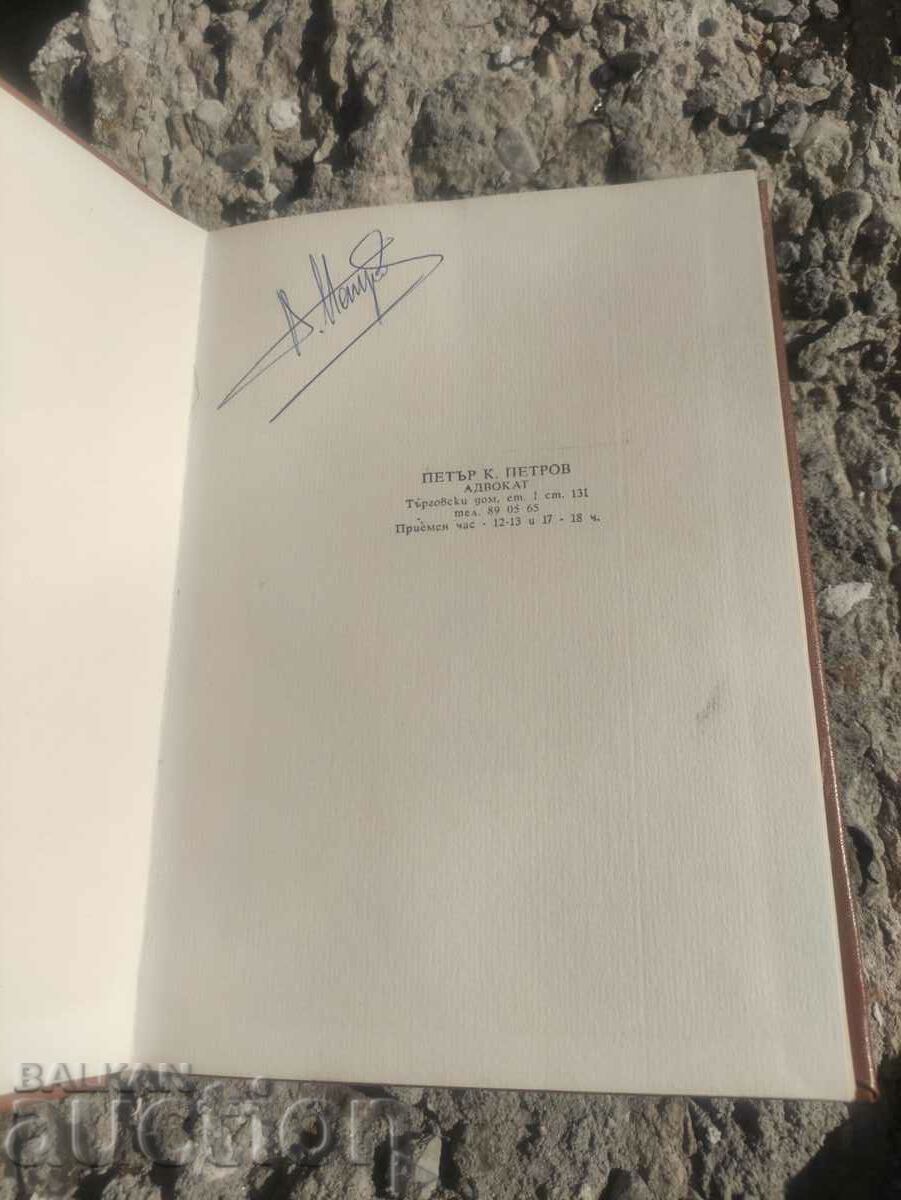 ПЕТЪР К. ПЕТРОВ
АДВОКАТ
Търговски дом, ет. 1 ст. 131
тел. 89 05 65
Приемен час - 12-13 и 17 - 18 ч.
BALKAN
auction